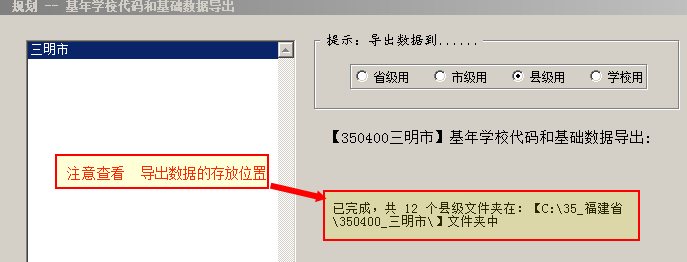 规划 -- 基年学校代码和基础数据导出
三明市
提示：导出数据到......
省级用 市级用 县级用 学校用
【350400三明市】基年学校代码和基础数据导出：
注意查看 导出数据的存放位置
已完成，共 12 个县级文件夹在：【C:\35_福建省
\350400_三明市\】文件夹中